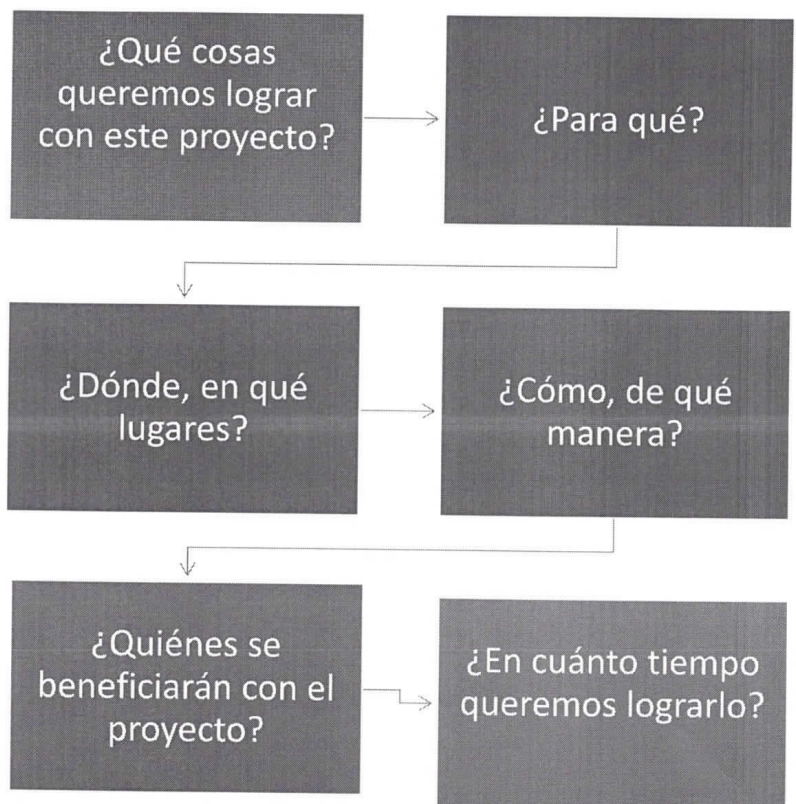 ¿Qué cosas
queremos lograr
con este proyecto?
¿Para qué?
¿Dónde, en qué
lugares?
¿Cómo, de qué
manera?
¿Quiénes se
beneficiarán con el
proyecto?
¿En cuánto tiempo
queremos lograrlo?